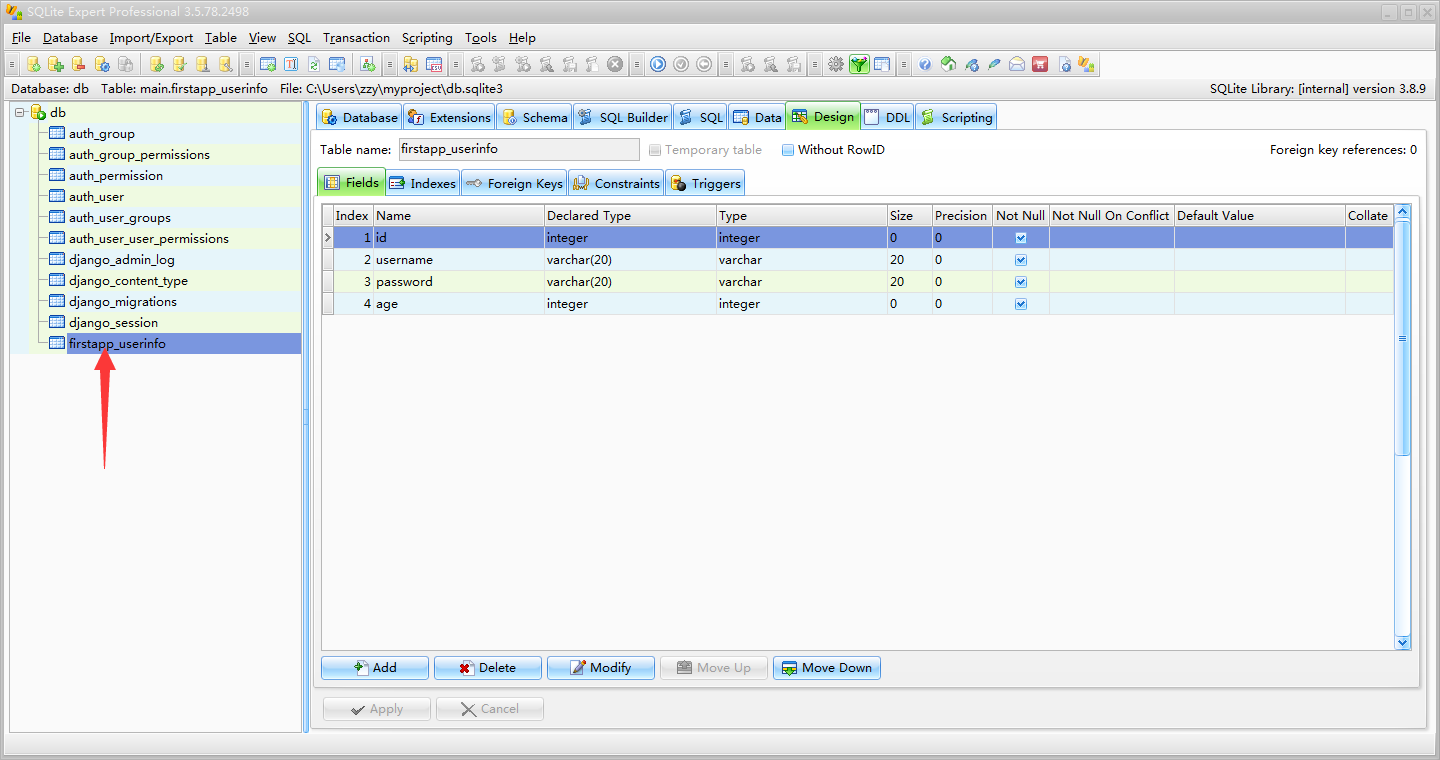 SQLite Expert Professional 3.5.78.2498
File Database Import/Export Table View SQL Transaction Scripting Tools Help
Database: db Table: main.firstapp_userinfo File: C:\Users\zzy\myproject\db.sqlite3 SQLite Library: [internal] version 3.8.9
db
auth_group
auth_group_permissions
auth_permission
auth_user
auth_user_groups
auth_user_user_permissions
django_admin_log
django_content_type
django_migrations
django_session
firstapp_userinfo
Database Extensions Schema SQL Builder SQL Data Design DDL Scripting
Table name: firstapp_userinfo Temporary table Without RowID Foreign key references: 0
Fields Indexes Foreign Keys Constraints Triggers
Index Name Declared Type Type Size Precision Not Null Not Null On Conflict Default Value Collate
1 id integer integer 0 0
2 username varchar(20) varchar 20 0
3 password varchar(20) varchar 20 0
4 age integer integer 0 0
Add Delete Modify Move Up Move Down
Apply Cancel